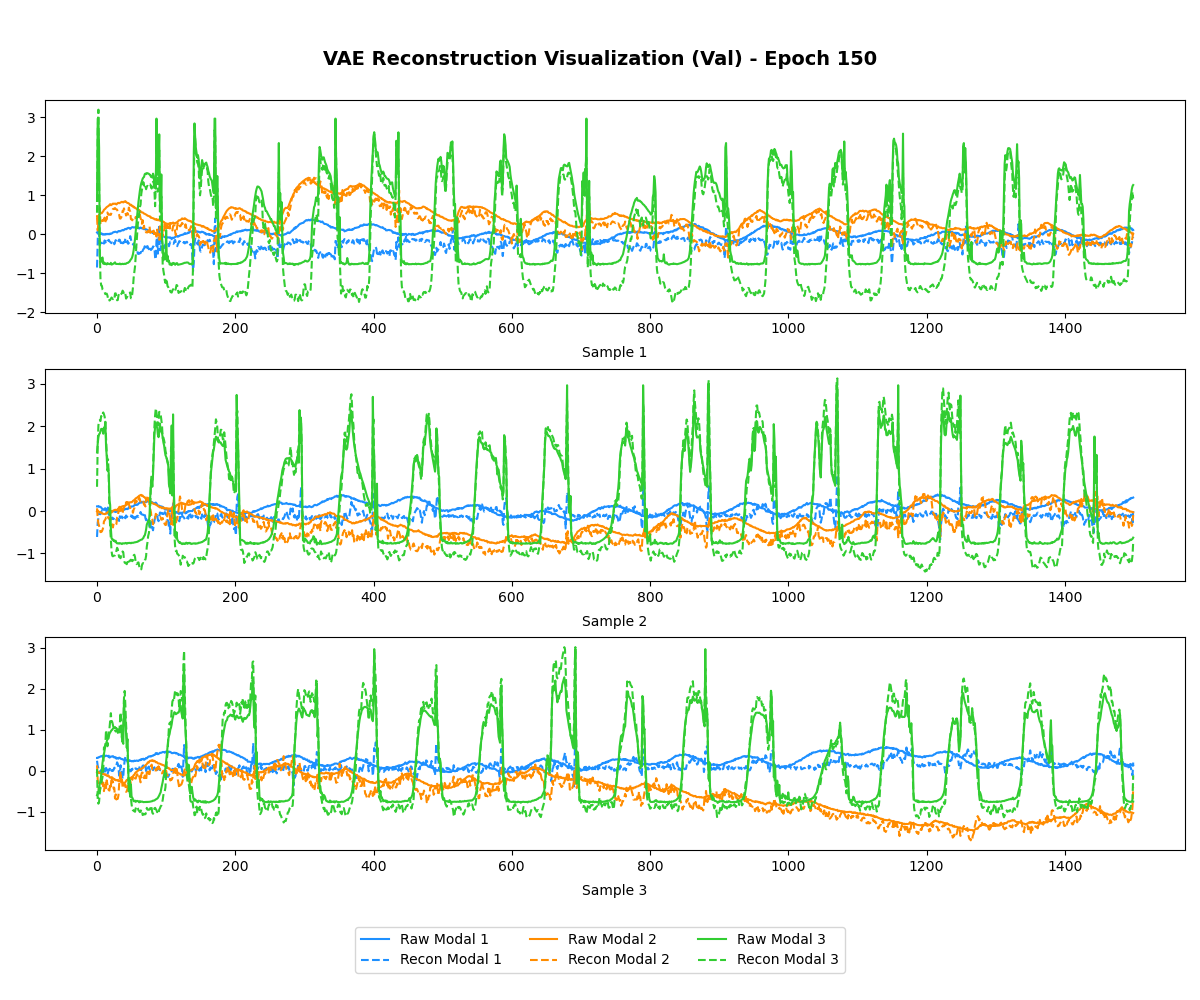 VAE Reconstruction Visualization (Val) - Epoch 150
3
2
1
0
−1
−2
0 200 400 600 800 1000 1200 1400
Sample 1
3
2
1
0
−1
0 200 400 600 800 1000 1200 1400
Sample 2
3
2
1
0
−1
0 200 400 600 800 1000 1200 1400
Sample 3
Raw Modal 1 Raw Modal 2 Raw Modal 3
Recon Modal 1 Recon Modal 2 Recon Modal 3